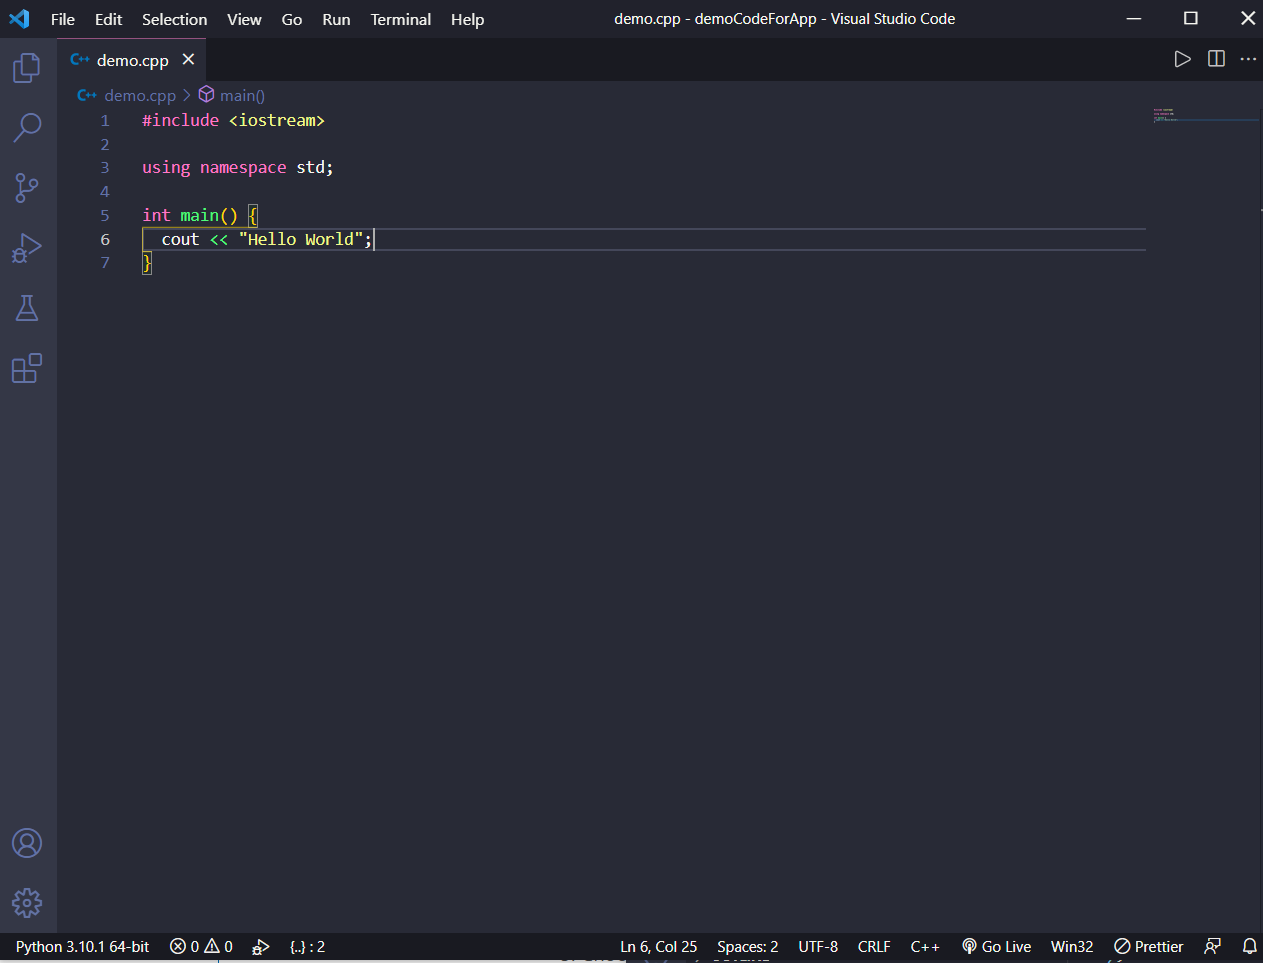 File Edit Selection View Go Run Terminal Help demo.cpp - demoCodeForApp - Visual Studio Code
C++ demo.cpp
C++ demo.cpp > main()
1 #include <iostream>
2
3 using namespace std;
4
5 int main() {
6 cout << "Hello World";
7 }
Python 3.10.1 64-bit 0 0 {..} : 2 Ln 6, Col 25 Spaces: 2 UTF-8 CRLF C++ Go Live Win32 Prettier